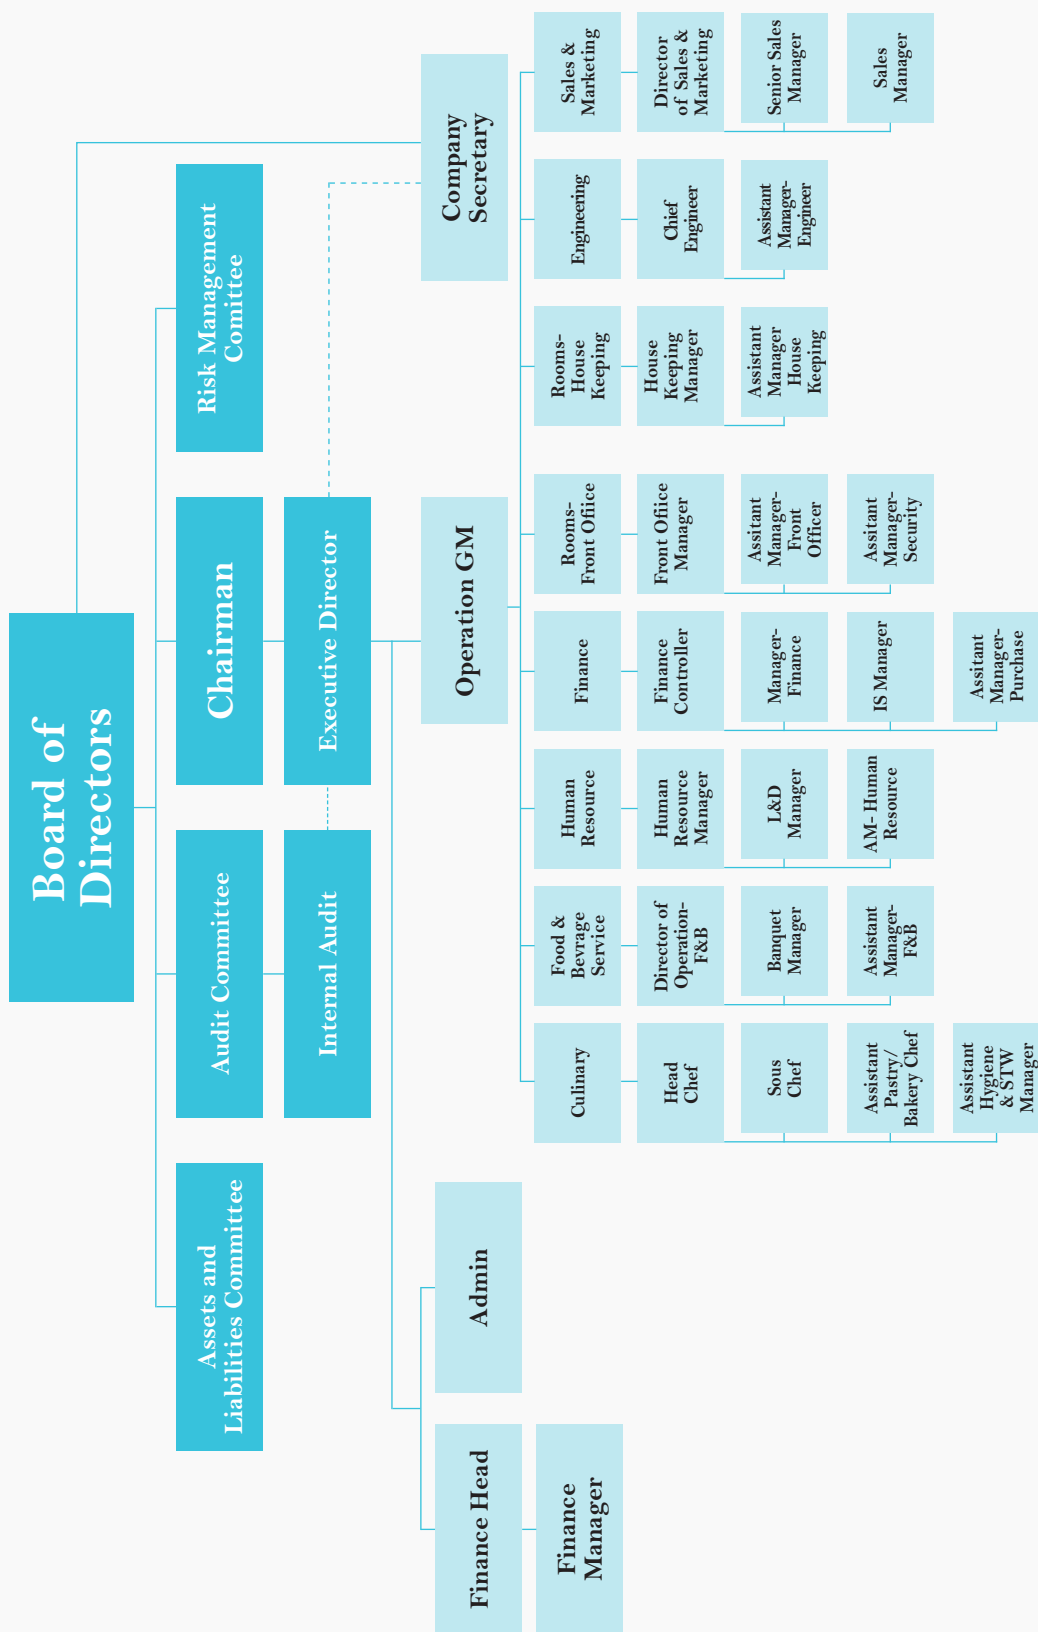 Board of
Directors
Assets and
Liabilities Committee
Audit Committee
Chairman
Risk Management
Comittee
Internal Audit
Executive Director
Operation GM
Company
Secretary
Finance Head
Admin
Finance
Manager
Culinary
Food &
Bevrage
Service
Human
Resource
Finance
Rooms-
Front Ofiice
Rooms-
House
Keeping
Engineering
Sales &
Marketing
Head
Chef
Director of
Operation-
F&B
Human
Resource
Manager
Finance
Controller
Front Ofiice
Manager
House
Keeping
Manager
Chief
Engineer
Director
of Sales &
Marketing
Sous
Chef
Banquet
Manager
L&D
Manager
Manager-
Finance
Assitant
Manager-
Front
Officer
Assistant
Manager
House
Keeping
Assistant
Manager-
Engineer
Senior Sales
Manager
Assistant
Pastry/
Bakery Chef
Assistant
Manager-
F&B
AM- Human
Resource
IS Manager
Assitant
Manager-
Security
Sales
Manager
Assistant
Hygiene
& STW
Manager
Assitant
Manager-
Purchase